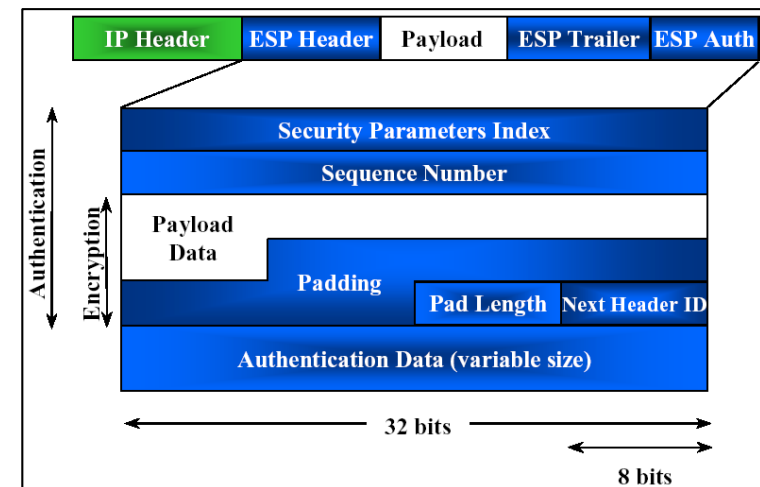 IP Header ESP Header Payload ESP Trailer ESP Auth
Security Parameters Index
Sequence Number
Authentication
Encryption
Payload
Data
Padding
Pad Length Next Header ID
Authentication Data (variable size)
32 bits
8 bits